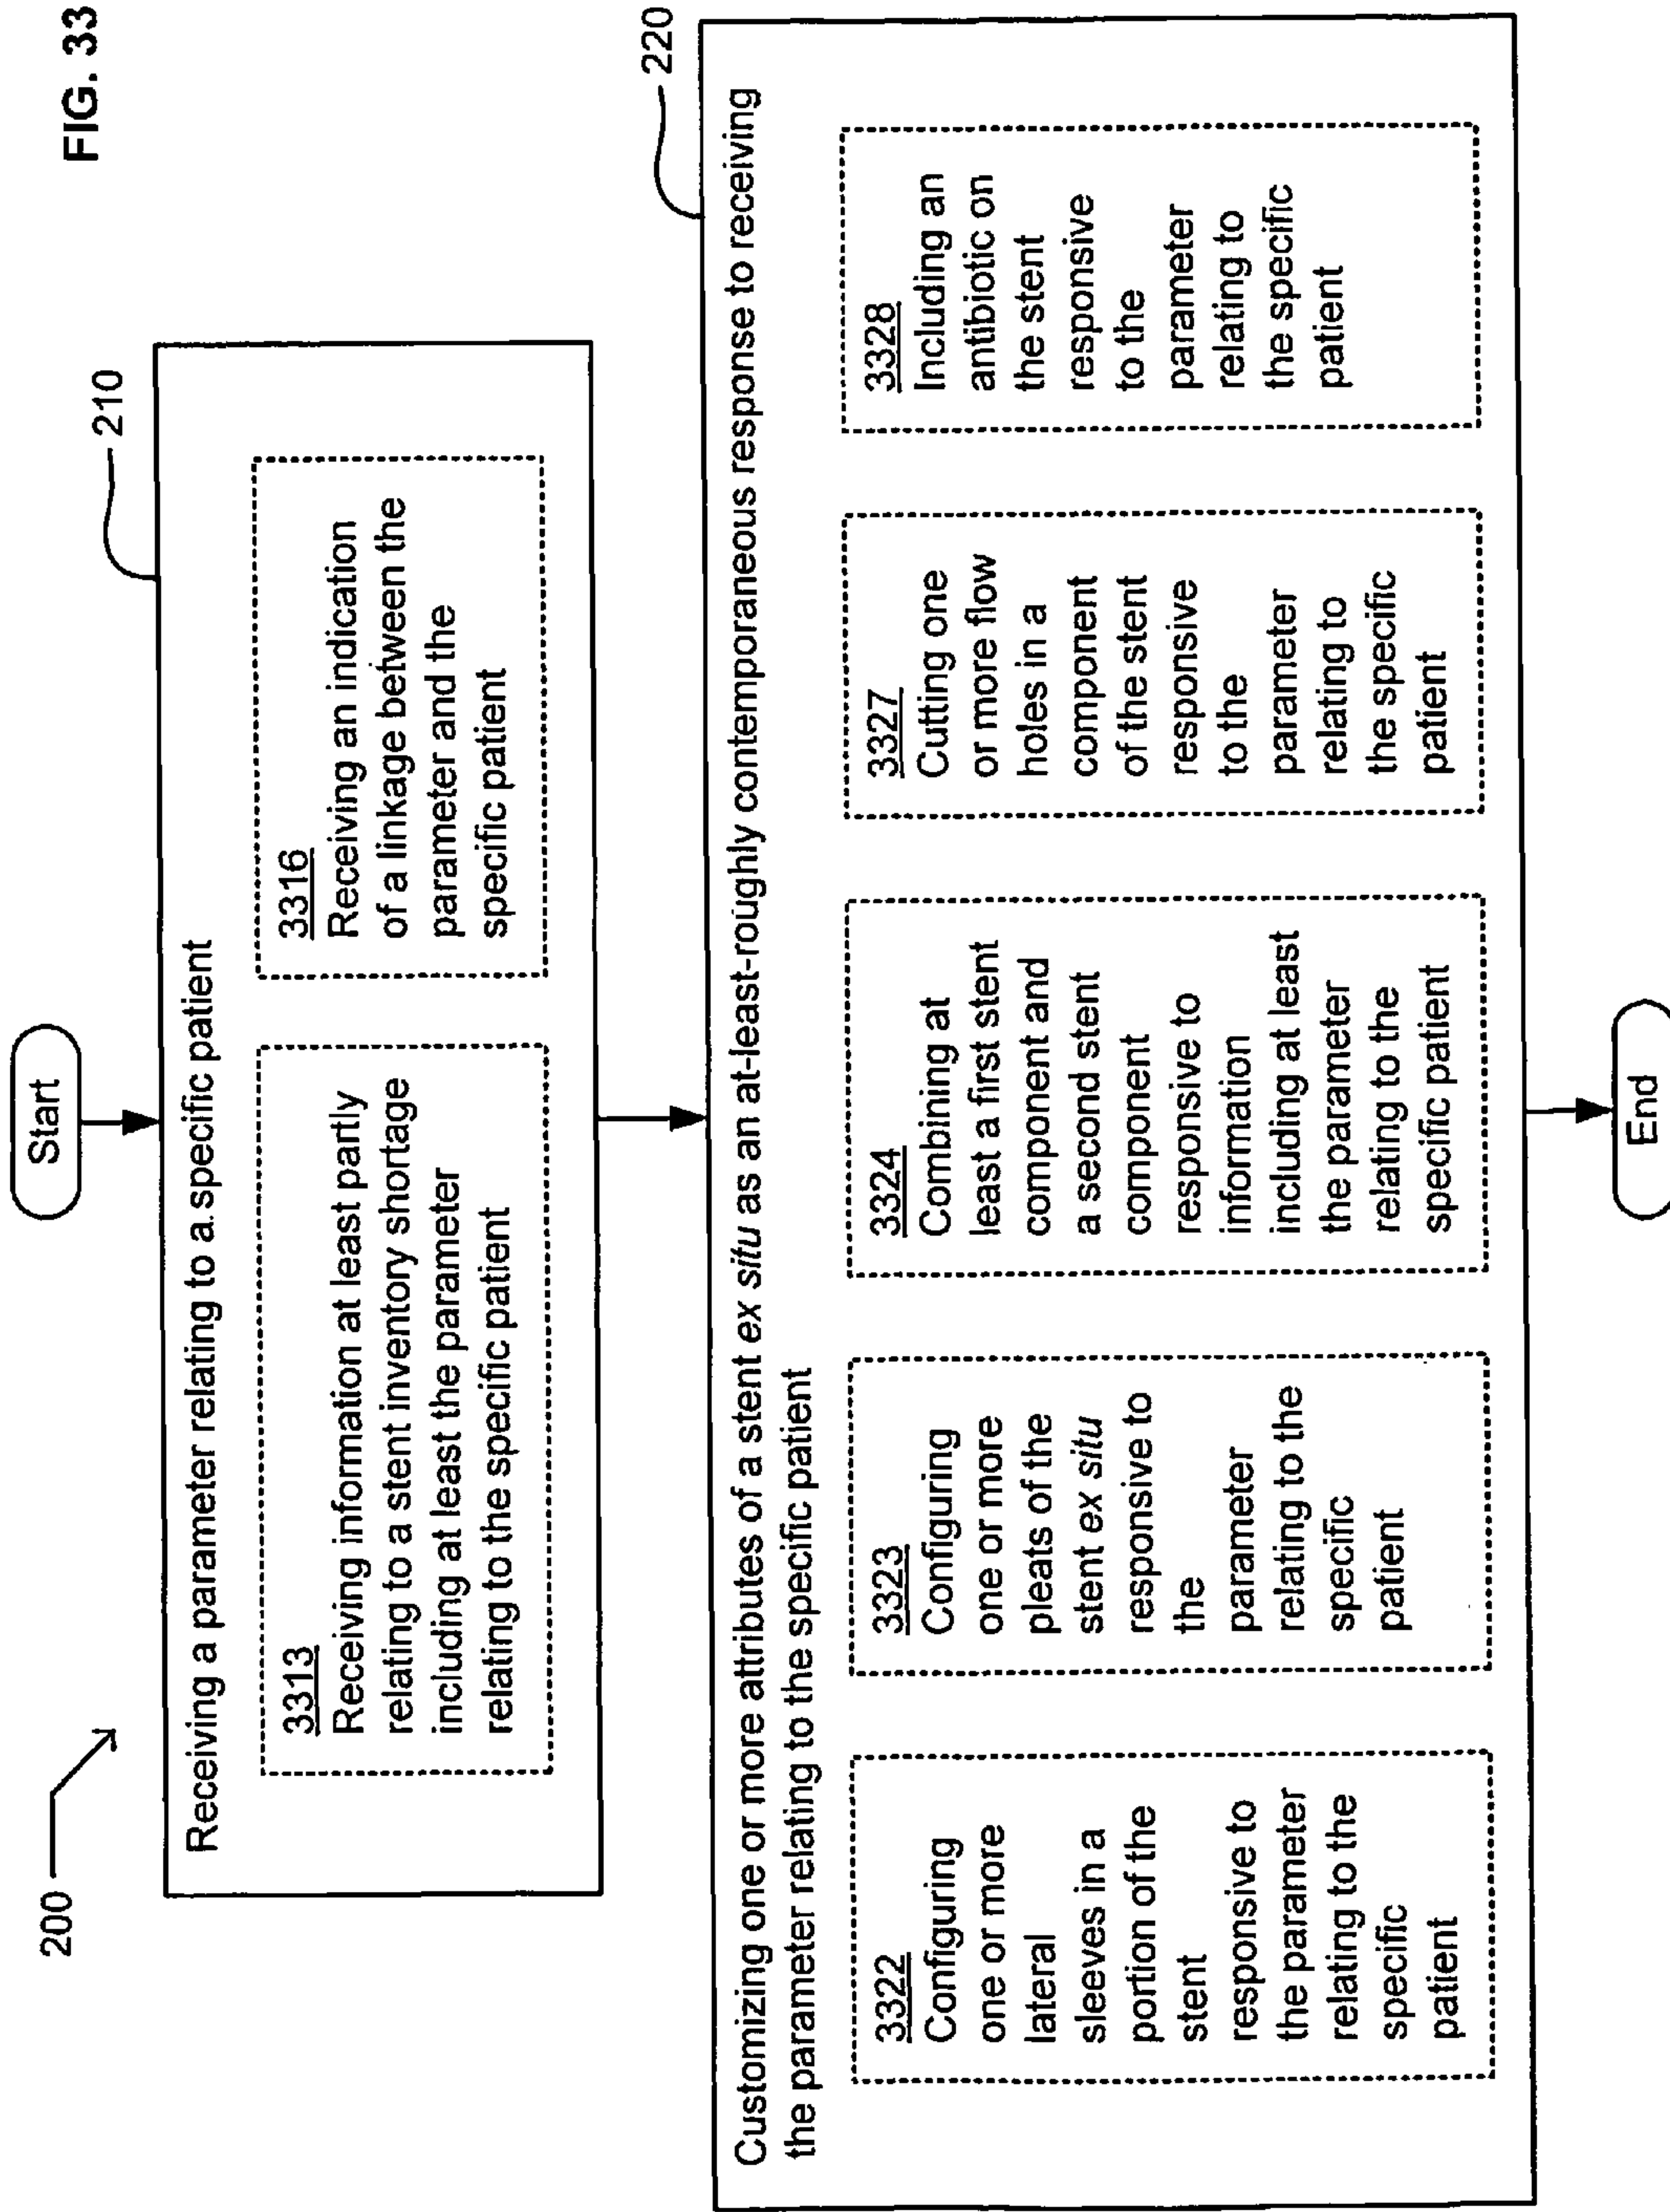 FIG. 33
200
Start
210
Receiving a parameter relating to a specific patient
3313
Receiving information at least partly
relating to a stent inventory shortage
including at least the parameter
relating to the specific patient
3316
Receiving an indication
of a linkage between the
parameter and the
specific patient
220
Customizing one or more attributes of a stent ex situ as an at-least-roughly contemporaneous response to receiving
the parameter relating to the specific patient
3322
Configuring
one or more
lateral
sleeves in a
portion of the
stent
responsive to
the parameter
relating to the
specific
patient
3323
Configuring
one or more
pleats of the
stent ex situ
responsive to
the
parameter
relating to the
specific
patient
3324
Combining at
least a first stent
component and
a second stent
component
responsive to
information
including at least
the parameter
relating to the
specific patient
3327
Cutting one
or more flow
holes in a
component
of the stent
responsive
to the
parameter
relating to
the specific
patient
3328
Including an
antibiotic on
the stent
responsive
to the
parameter
relating to
the specific
patient
End